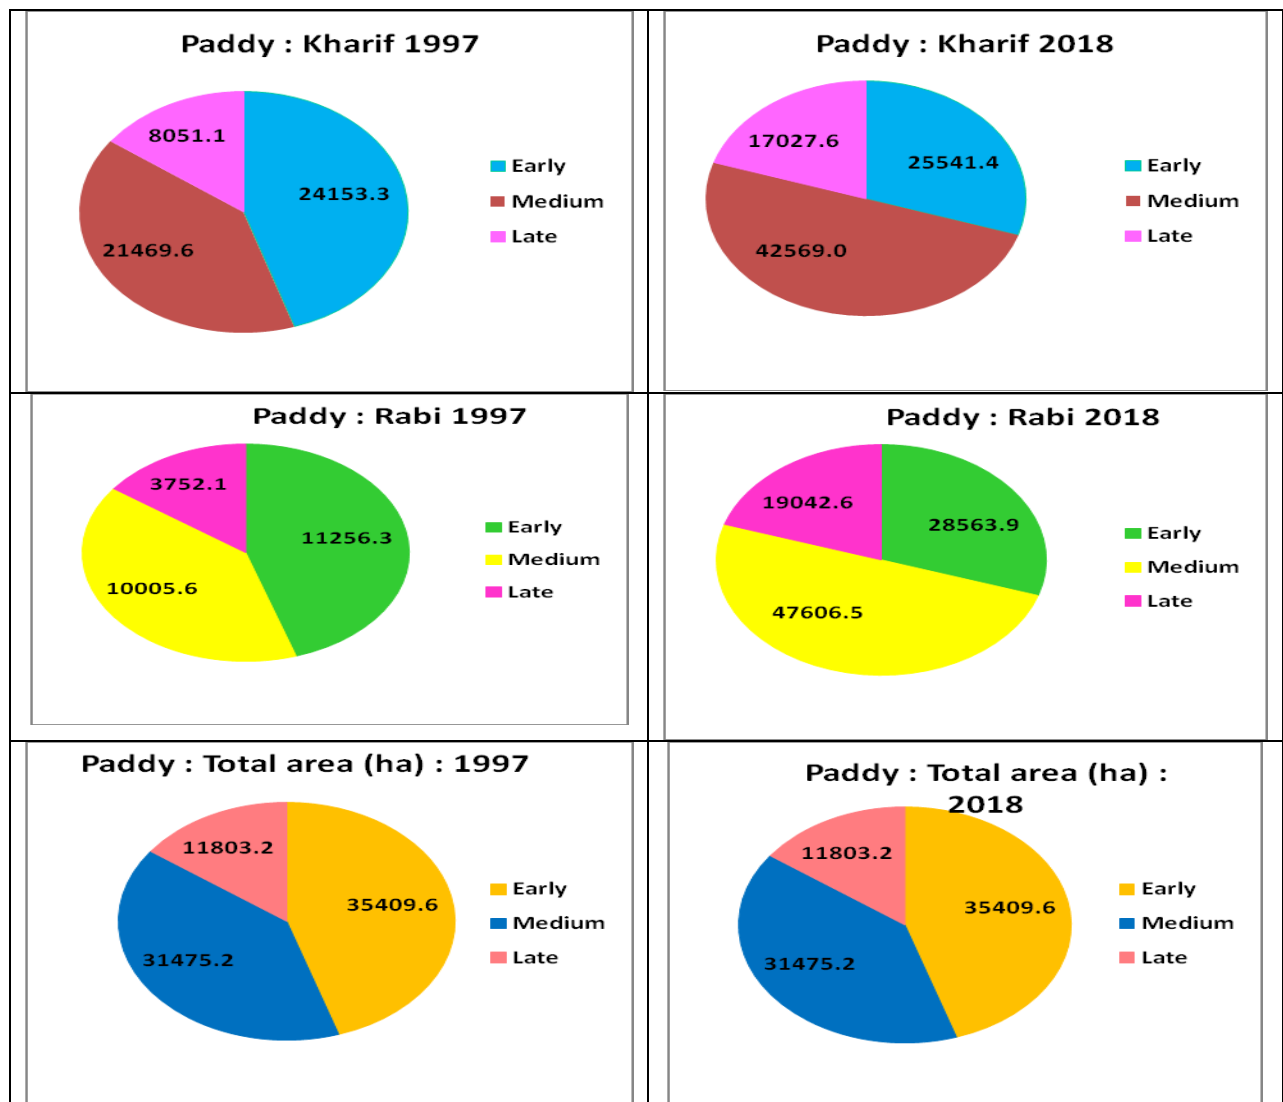 Paddy : Kharif 1997
8051.1
24153.3
21469.6
Early
Medium
Late
Paddy : Kharif 2018
17027.6
25541.4
42569.0
Early
Medium
Late
Paddy : Rabi 1997
3752.1
11256.3
10005.6
Early
Medium
Late
Paddy : Rabi 2018
19042.6
28563.9
47606.5
Early
Medium
Late
Paddy : Total area (ha) : 1997
11803.2
35409.6
31475.2
Early
Medium
Late
Paddy : Total area (ha) :
2018
11803.2
35409.6
31475.2
Early
Medium
Late